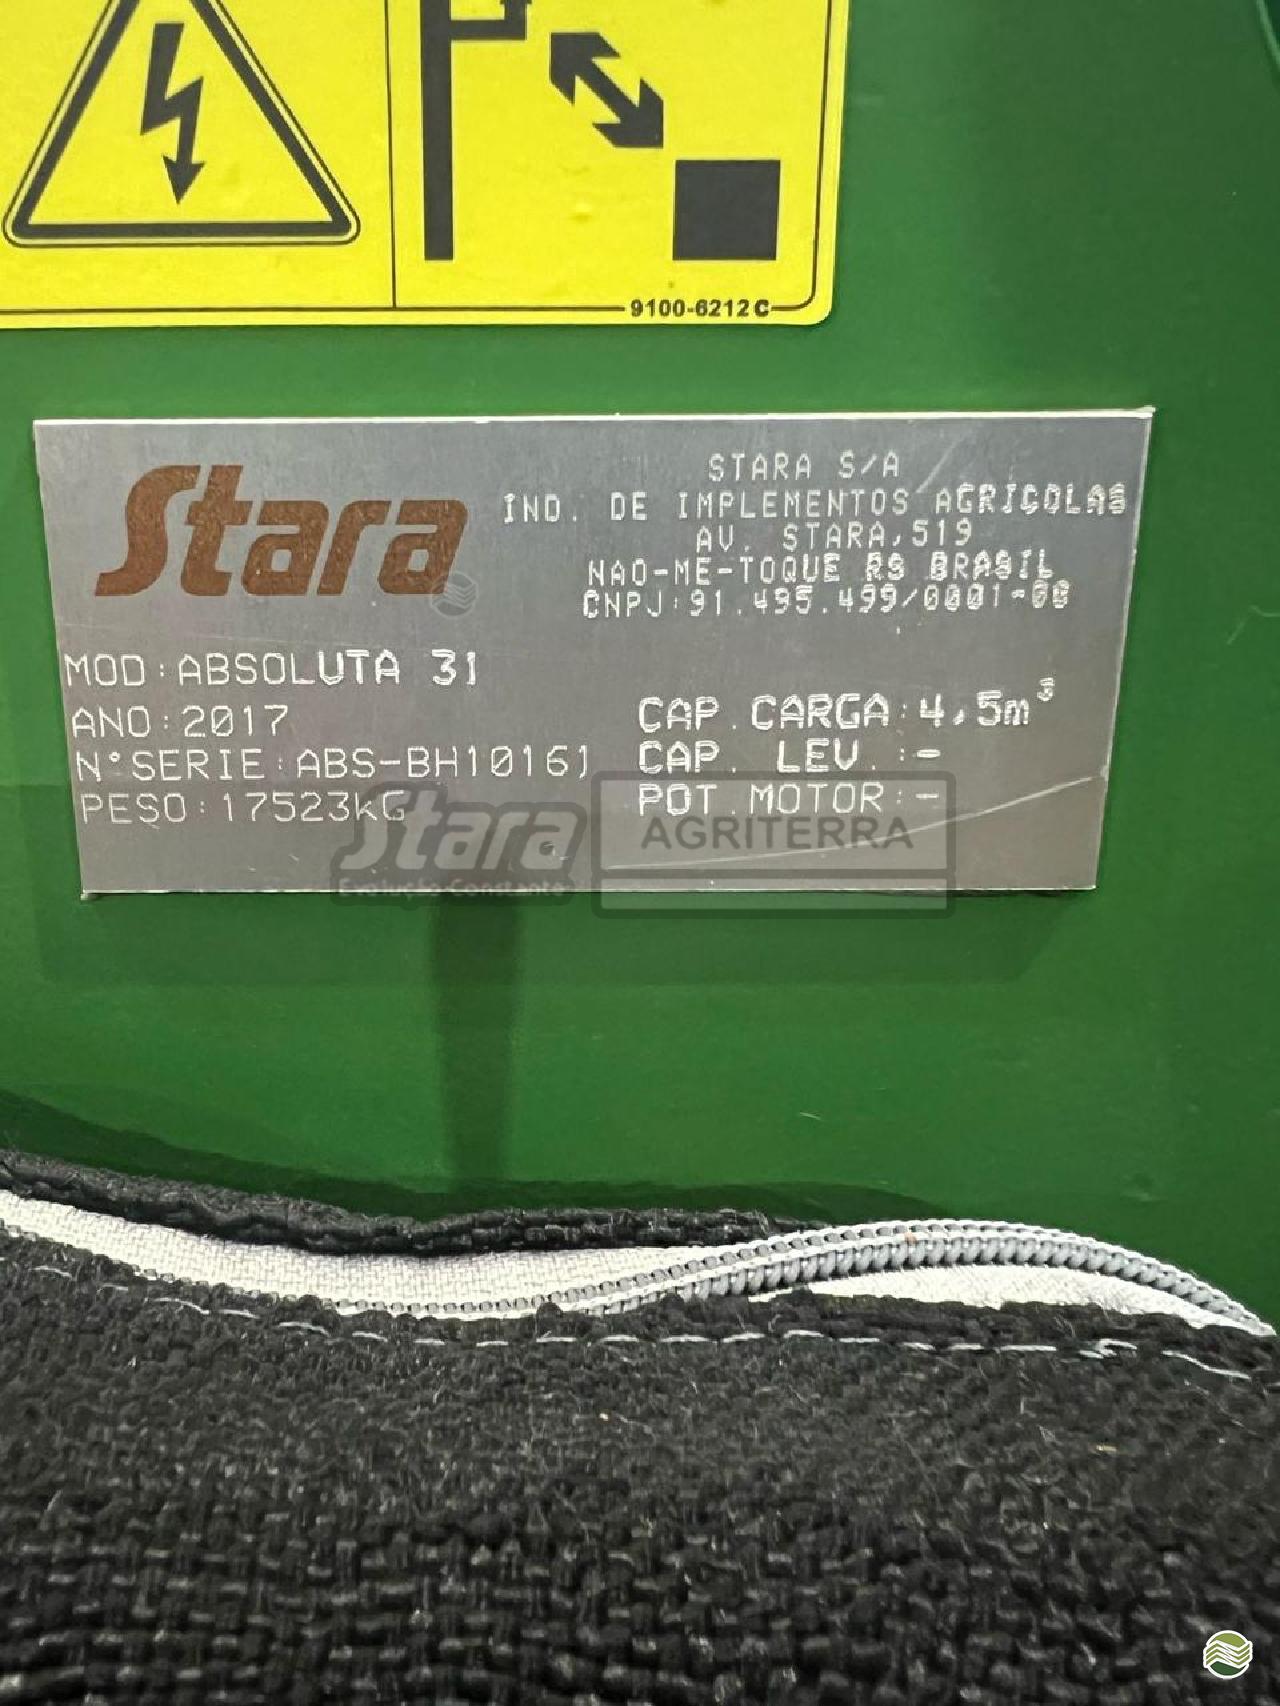 9100-6212 C
Stara
STARA S/A
IND. DE IMPLEMENTOS AGRICOLAS
AV. STARA,519
NAO-ME-TOQUE RS BRASIL
CNPJ:91.495.499/0001-00
MOD:ABSOLUTA 31
ANO:2017
N°SERIE:ABS-BH10161
PESO:17523KG
CAP.CARGA:4,5m³
CAP. LEV.:-
POT.MOTOR:-
Stara
Evolução Constante
AGRITERRA